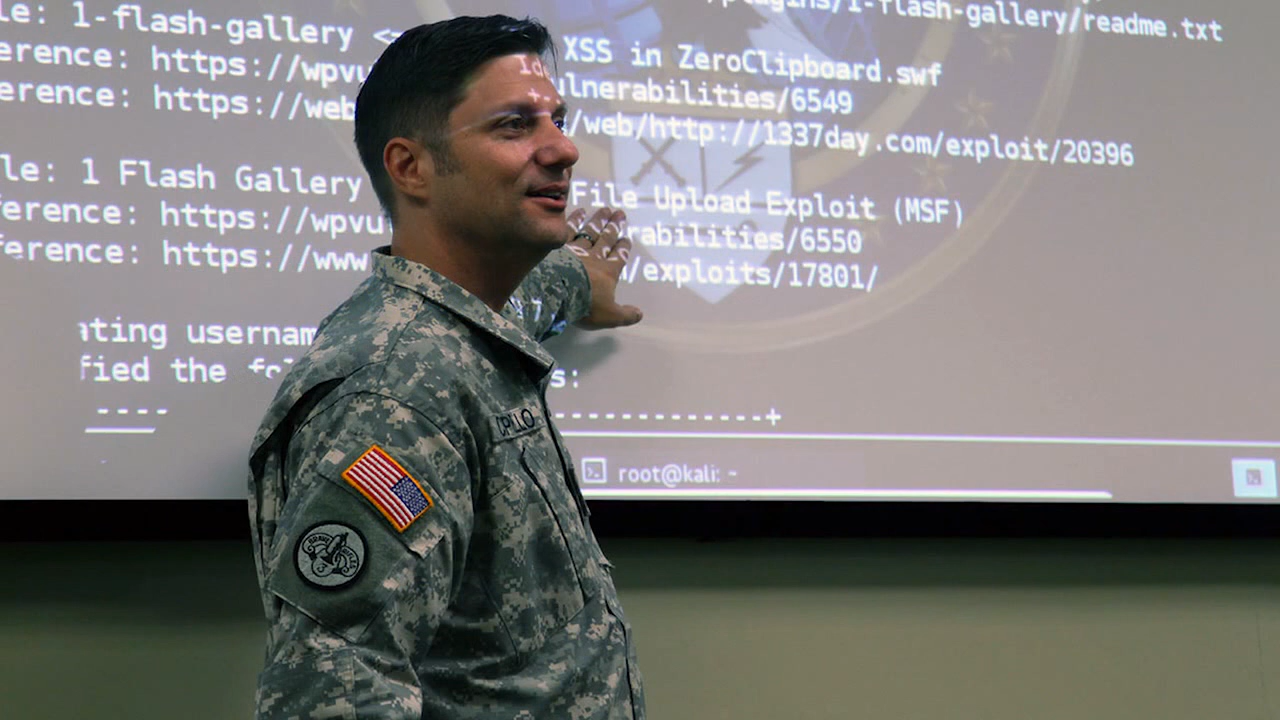 le: 1-flash-gallery <= XSS in ZeroClipboard.swf
erence: https://wpvu ulnerabilities/6549
erence: https://web /web/http://1337day.com/exploit/20396
le: 1 Flash Gallery File Upload Exploit (MSF)
ference: https://wpvu rabilities/6550
ference: https://www /exploits/17801/
ating usernam
fied the fo s:
---- -------------+
root@kali: ~
/plugins/1-flash-gallery/readme.txt
BRAVE RIFLES